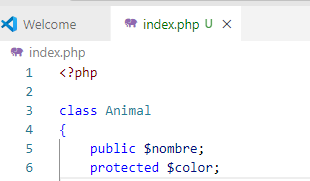 Welcome
index.php U
index.php
1 <?php
2
3 class Animal
4 {
5 public $nombre;
6 protected $color;